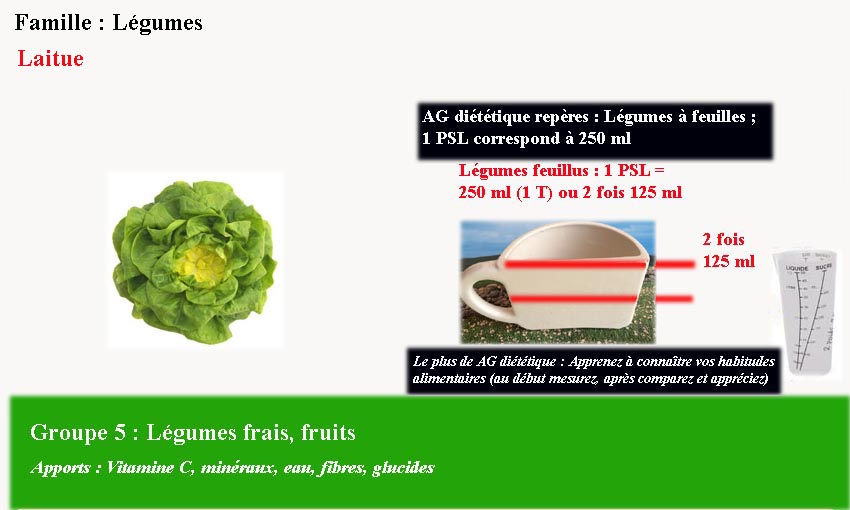 Famille : Légumes
Laitue
AG diététique repères : Légumes à feuilles ;
1 PSL correspond à 250 ml
Légumes feuillus : 1 PSL =
250 ml (1 T) ou 2 fois 125 ml
2 fois
125 ml
LIQUIDE SUCRE
Le plus de AG diététique : Apprenez à connaître vos habitudes
alimentaires (au début mesurez, après comparez et appréciez)
Groupe 5 : Légumes frais, fruits
Apports : Vitamine C, minéraux, eau, fibres, glucides